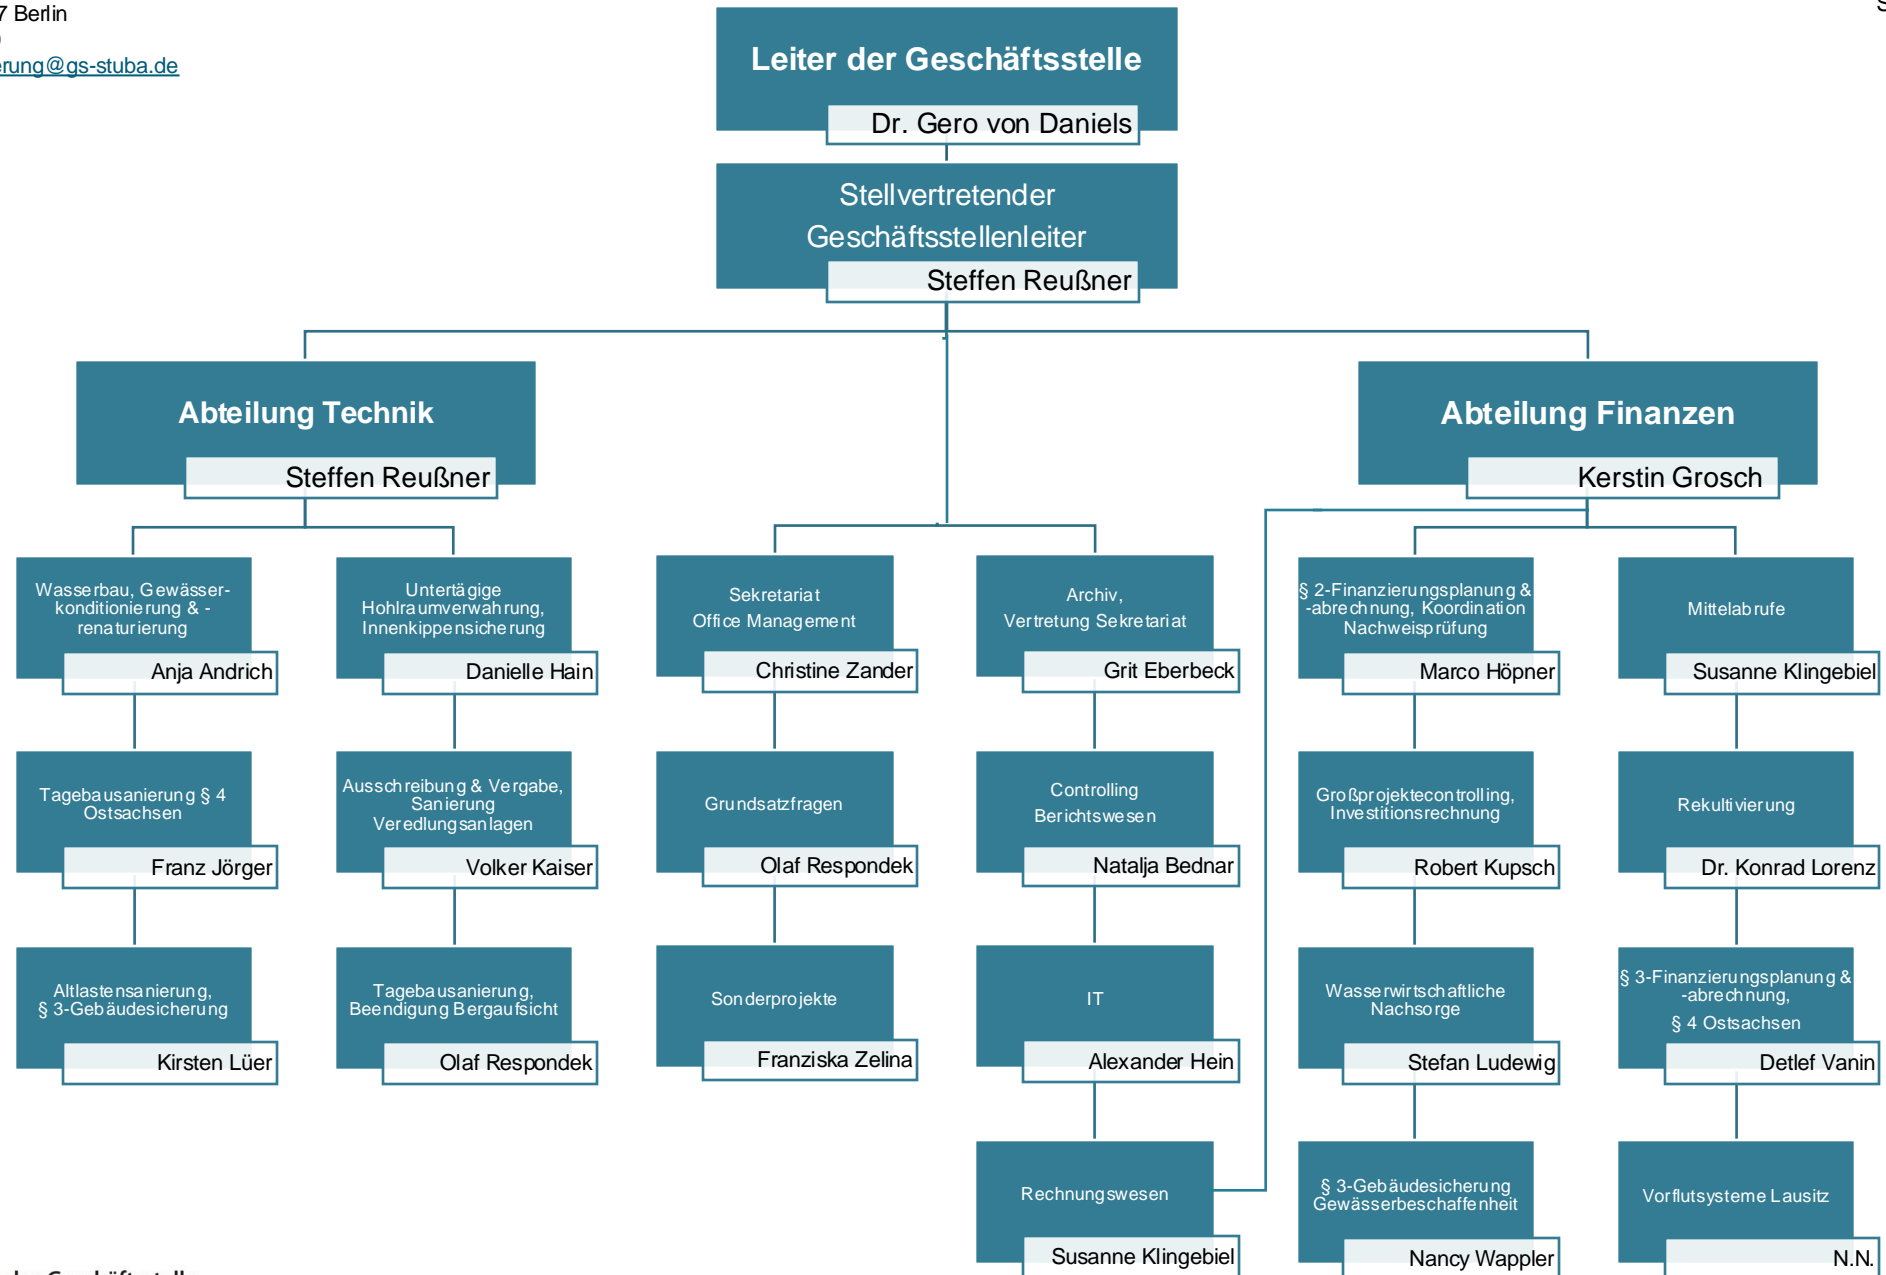 7 Berlin
erung@gs-stuba.de
Leiter der Geschäftsstelle
Dr. Gero von Daniels
Stellvertretender
Geschäftsstellenleiter
Steffen Reußner
Abteilung Technik
Steffen Reußner
Abteilung Finanzen
Kerstin Grosch
Wasserbau, Gewässer-
konditionierung & -
renaturierung
Anja Andrich
Untertägige
Hohlraumverwahrung,
Innenkippensicherung
Danielle Hain
Sekretariat
Office Management
Christine Zander
Archiv,
Vertretung Sekretariat
Grit Eberbeck
§ 2-Finanzierungsplanung &
-abrechnung, Koordination
Nachweisprüfung
Marco Höpner
Mittelabrufe
Susanne Klingebiel
Tagebausanierung § 4
Ostsachsen
Franz Jörger
Ausschreibung & Vergabe,
Sanierung
Veredlungsanlagen
Volker Kaiser
Grundsatzfragen
Olaf Respondek
Controlling
Berichtswesen
Natalja Bednar
Großprojektecontrolling,
Investitionsrechnung
Robert Kupsch
Rekultivierung
Dr. Konrad Lorenz
Altlastensanierung,
§ 3-Gebäudesicherung
Kirsten Lüer
Tagebausanierung,
Beendigung Bergaufsicht
Olaf Respondek
Sonderprojekte
Franziska Zelina
IT
Alexander Hein
Wasserwirtschaftliche
Nachsorge
Stefan Ludewig
§ 3-Finanzierungsplanung &
-abrechnung,
§ 4 Ostsachsen
Detlef Vanin
Rechnungswesen
Susanne Klingebiel
§ 3-Gebäudesicherung
Gewässerbeschaffenheit
Nancy Wappler
Vorflutsysteme Lausitz
N.N.